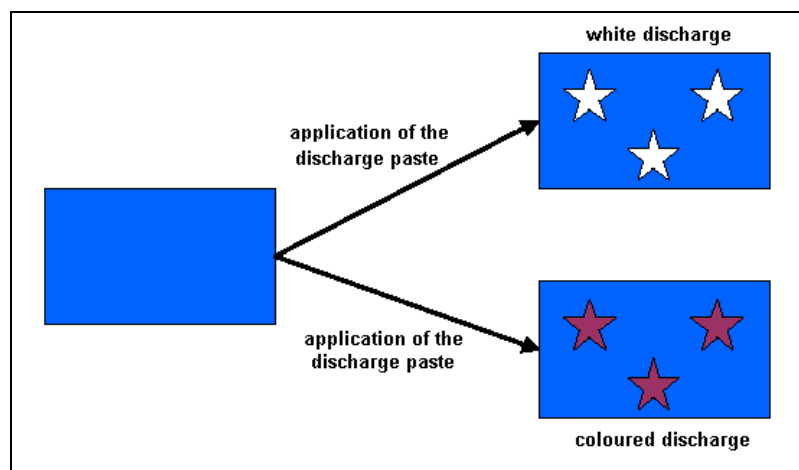 white discharge
application of the
discharge paste
application of the
discharge paste
coloured discharge